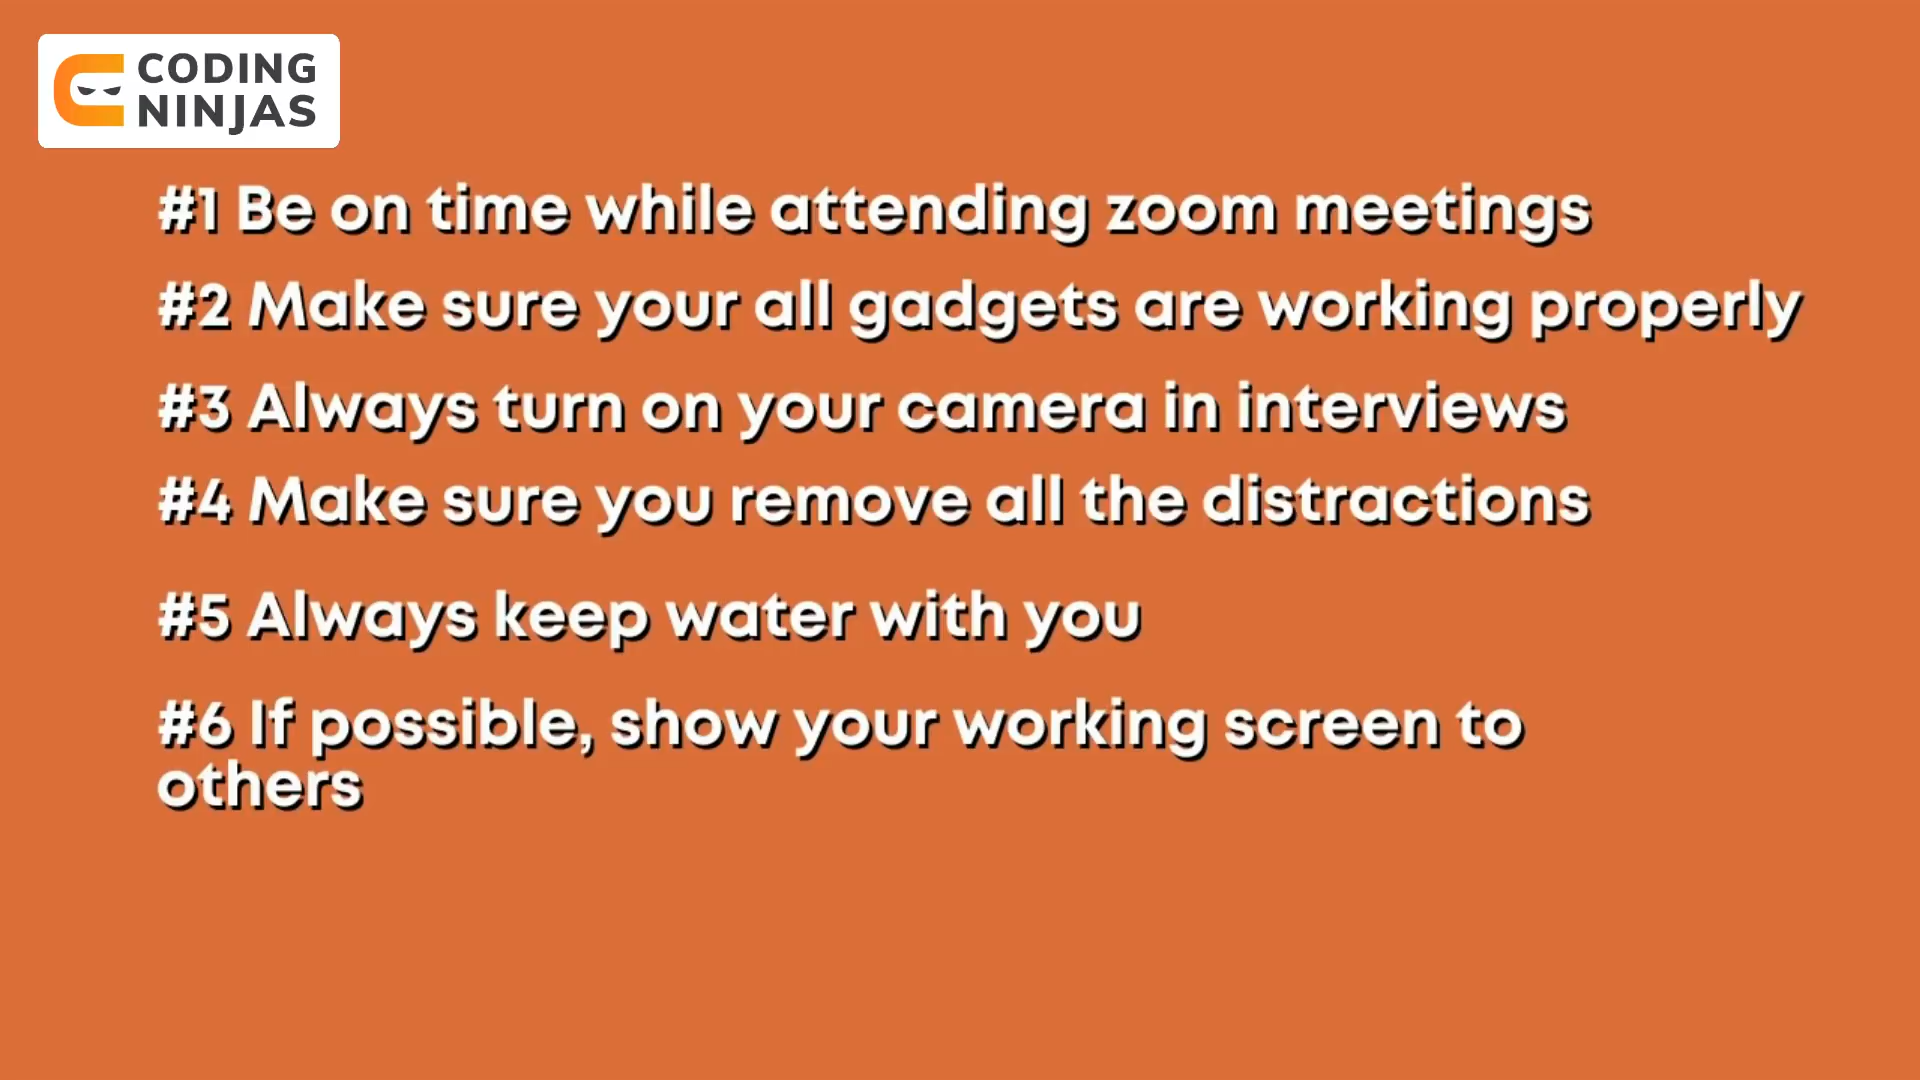 CODING
NINJAS
#1 Be on time while attending zoom meetings
#2 Make sure your all gadgets are working properly
#3 Always turn on your camera in interviews
#4 Make sure you remove all the distractions
#5 Always keep water with you
#6 If possible, show your working screen to
others